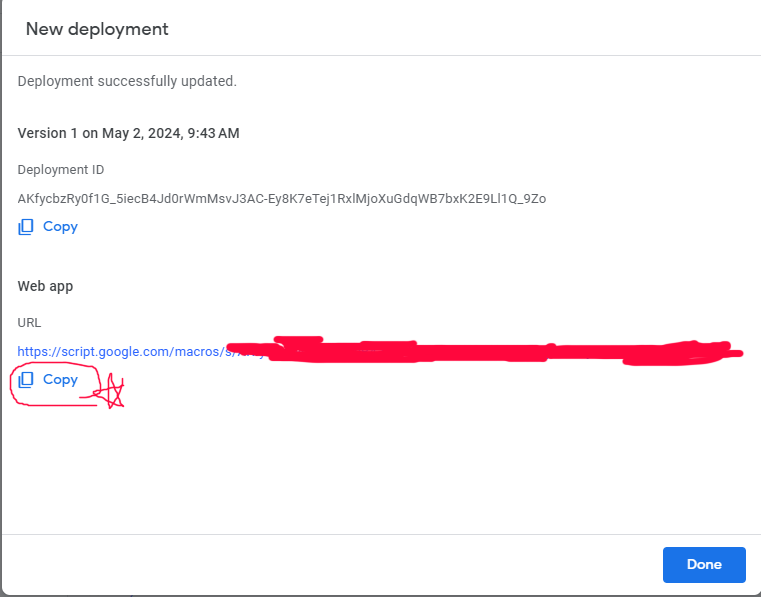 New deployment
Deployment successfully updated.
Version 1 on May 2, 2024, 9:43 AM
Deployment ID
AKfycbzRy0f1G_5iecB4Jd0rWmMsvJ3AC-Ey8K7eTej1RxlMjoXuGdqWB7bxK2E9Ll1Q_9Zo
Copy
Web app
URL
https://script.google.com/macros/s/
Copy
Done